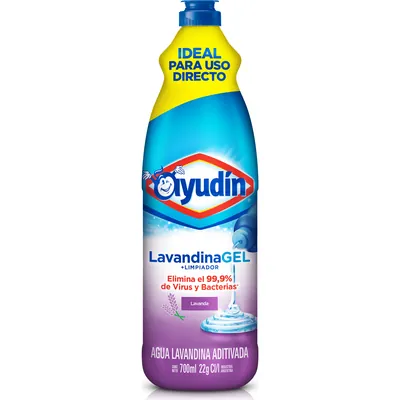 IDEAL
PARA USO
DIRECTO
Ayudín
LavandinaGEL
+LIMPIADOR
Elimina el 99,9%
de Virus y Bacterias*
Lavanda
AGUA LAVANDINA ADITIVADA
700ml 22g Cl/l